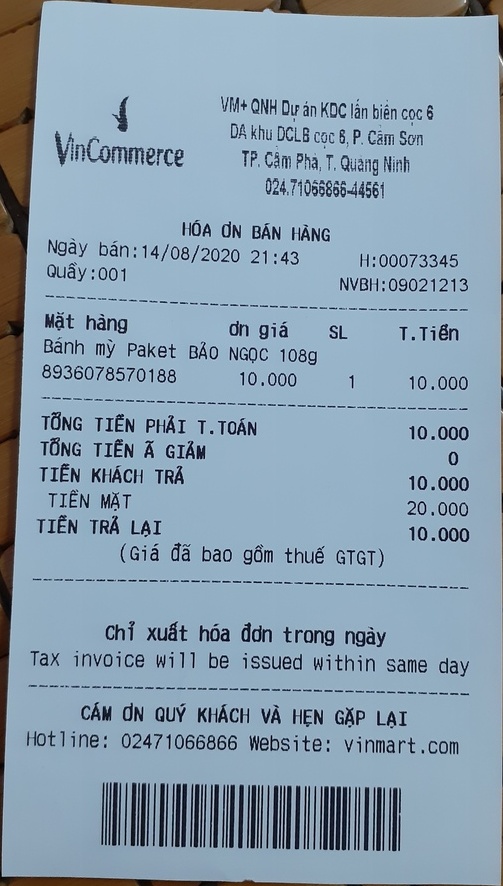 VinCommerce
VM+ QNH Dự án KDC lấn biển cọc 6
DA khu DCLB cọc 6, P. Cẩm Sơn
TP. Cẩm Phả, T. Quảng Ninh
024.71066866-44561
HÓA ƠN BÁN HÀNG
Ngày bán:14/08/2020 21:43 H:00073345
Quầy:001 NVBH:09021213
Mặt hàng ơn giá SL T.Tiền
Bánh mỳ Paket BẢO NGỌC 108g
8936078570188 10.000 1 10.000
TỔNG TIỀN PHẢI T.TOÁN 10.000
TỔNG TIỀN Ã GIẢM 0
TIỀN KHÁCH TRẢ 10.000
TIỀN MẶT 20.000
TIỀN TRẢ LẠI 10.000
(Giá đã bao gồm thuế GTGT)
Chỉ xuất hóa đơn trong ngày
Tax invoice will be issued within same day
CẢM ƠN QUÝ KHÁCH VÀ HẸN GẶP LẠI
Hotline: 02471066866 Website: vinmart.com